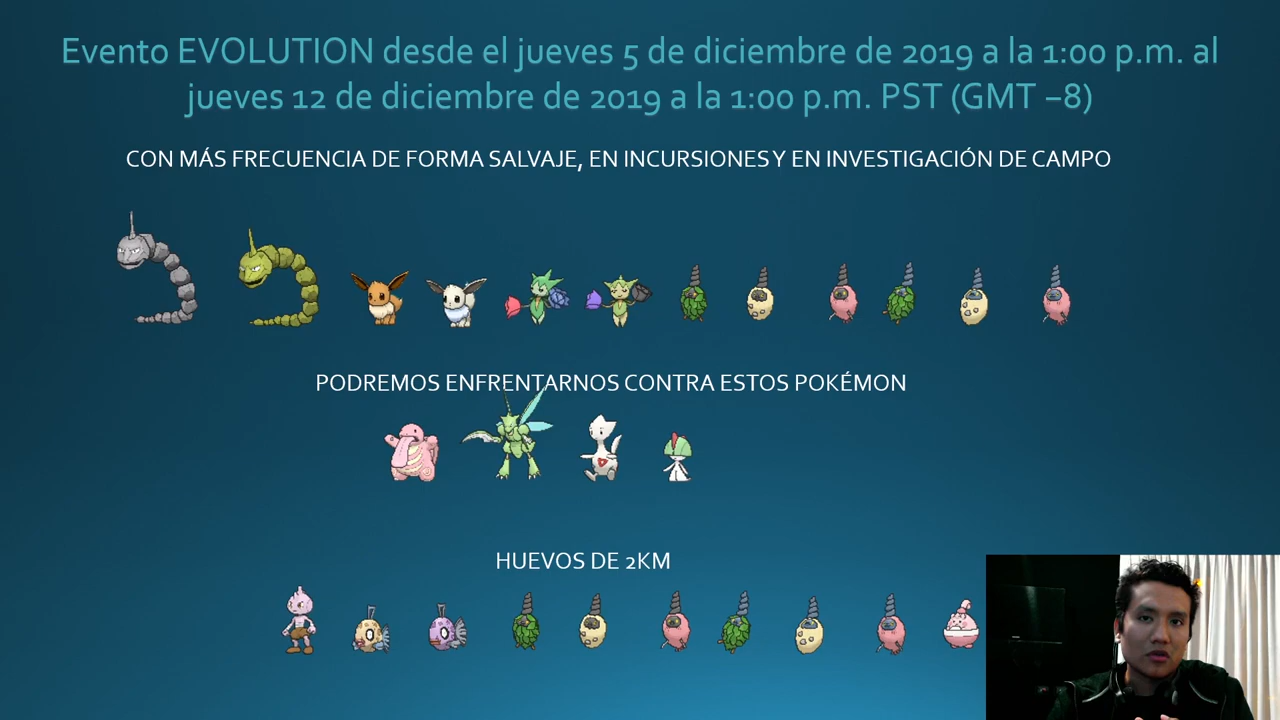 Evento EVOLUTION desde el jueves 5 de diciembre de 2019 a la 1:00 p.m. al
jueves 12 de diciembre de 2019 a la 1:00 p.m. PST (GMT –8)
CON MÁS FRECUENCIA DE FORMA SALVAJE, EN INCURSIONES Y EN INVESTIGACIÓN DE CAMPO
PODREMOS ENFRENTARNOS CONTRA ESTOS POKÉMON
HUEVOS DE 2KM